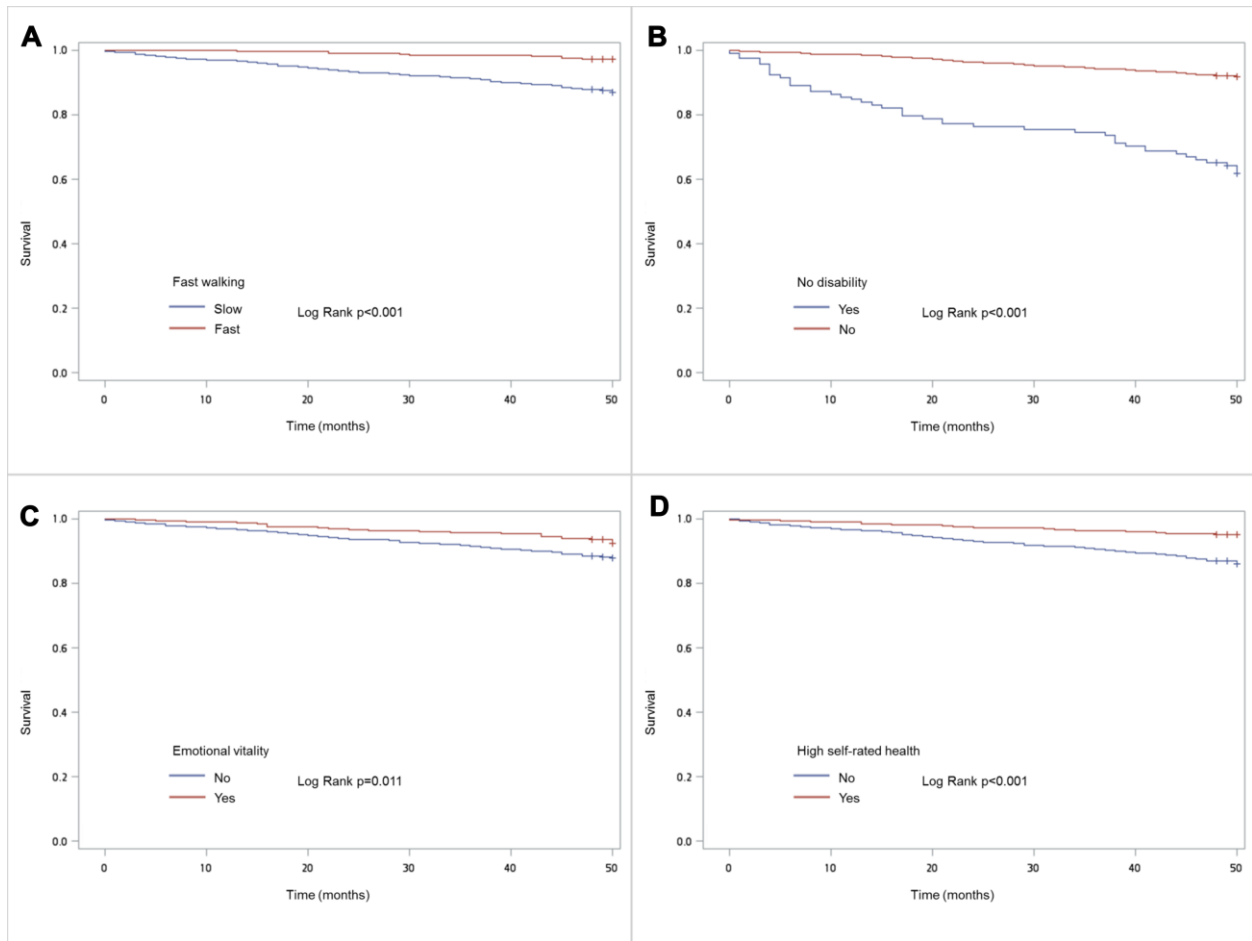 A
1.0
0.8
0.6
0.4
0.2
0.0
Survival
Fast walking
Slow
Fast
Log Rank p<0.001
0 10 20 30 40 50
Time (months)
B
1.0
0.8
0.6
0.4
0.2
0.0
Survival
No disability
Yes
No
Log Rank p<0.001
0 10 20 30 40 50
Time (months)
C
1.0
0.8
0.6
0.4
0.2
0.0
Survival
Emotional vitality
No
Yes
Log Rank p=0.011
0 10 20 30 40 50
Time (months)
D
1.0
0.8
0.6
0.4
0.2
0.0
Survival
High self-rated health
No
Yes
Log Rank p<0.001
0 10 20 30 40 50
Time (months)